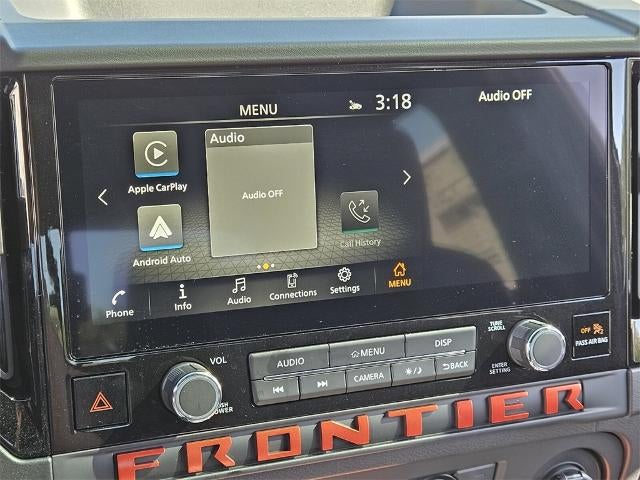 MENU 3:18 Audio OFF
Audio
Apple CarPlay
Audio OFF
Android Auto
Call History
Phone Info Audio Connections Settings MENU
VOL
AUDIO MENU DISP
CAMERA BACK
TUNE
SCROLL
ENTER
SETTING
OFF
PASS AIR BAG
PUSH
POWER
FRONTIER